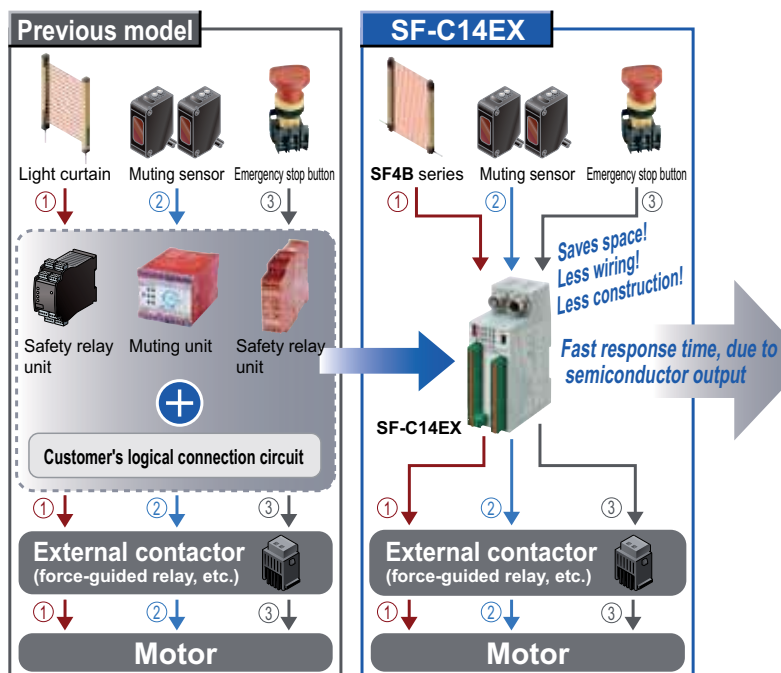 Previous model
Light curtain
Muting sensor
Emergency stop button
①
②
③
Safety relay
unit
Muting unit
Safety relay
unit
+
Customer's logical connection circuit
①
②
③
External contactor
(force-guided relay, etc.)
①
②
③
Motor
SF-C14EX
SF4B series
Muting sensor
Emergency stop button
①
②
③
Saves space!
Less wiring!
Less construction!
Fast response time, due to
semiconductor output
SF-C14EX
①
②
③
External contactor
(force-guided relay, etc.)
①
②
③
Motor